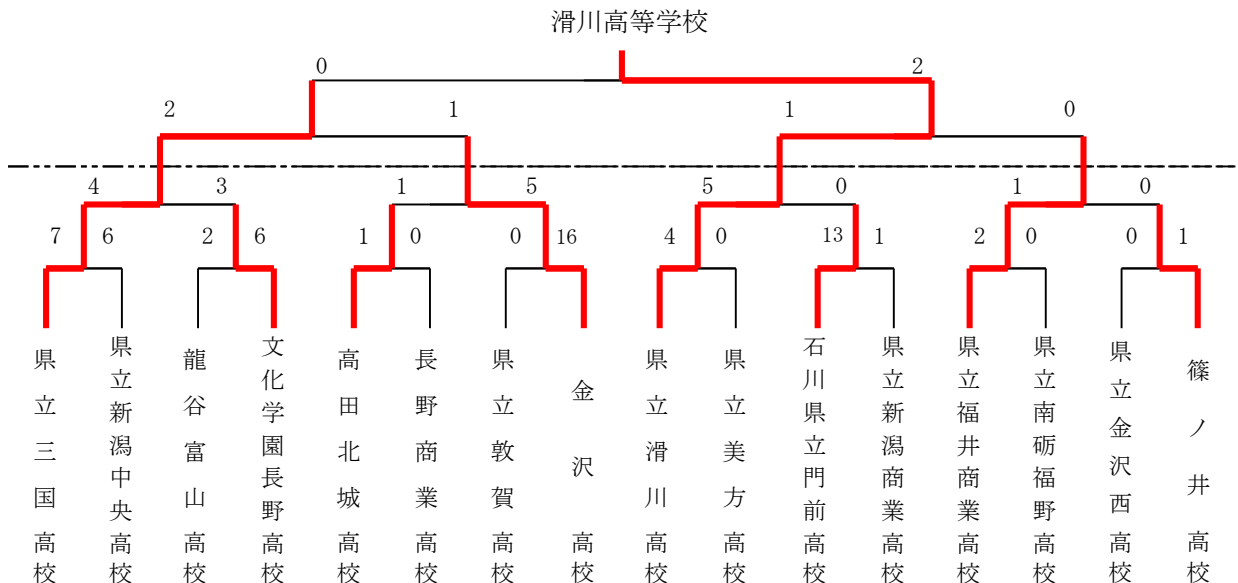 滑川高等学校
0 2
2 1 1 0
4 3 1 5 5 0 1 0
7 6 2 6 1 0 0 16 4 0 13 1 2 0 0 1
県立三国高校
県立新潟中央高校
龍谷富山高校
文化学園長野高校
高田北城高校
長野商業高校
県立敦賀高校
金沢高校
県立滑川高校
県立美方高校
石川県立門前高校
県立新潟商業高校
県立福井商業高校
県立南砺福野高校
県立金沢西高校
篠ノ井高校